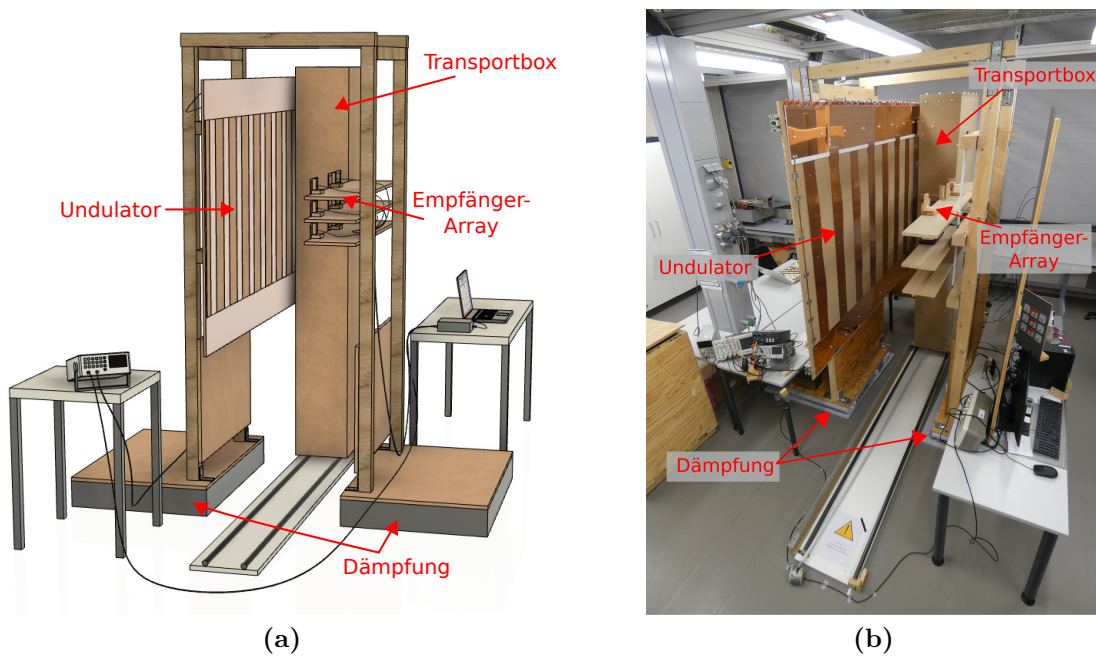 Transportbox
Undulator
Empfänger-
Array
Dämpfung
(a)
Transportbox
Undulator
Empfänger-
Array
Dämpfung
(b)